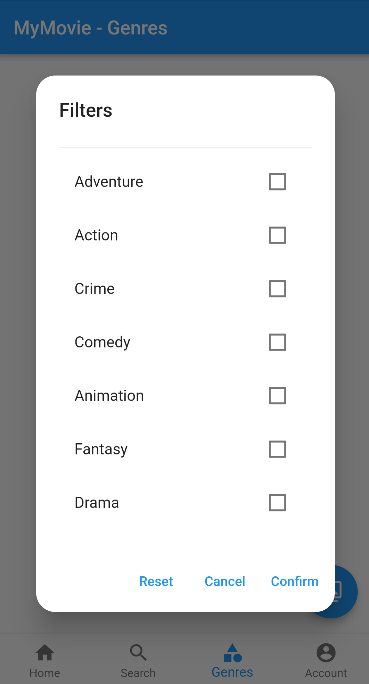 MyMovie - Genres
Filters
Adventure
Action
Crime
Comedy
Animation
Fantasy
Drama
Reset Cancel Confirm
Home Search Genres Account